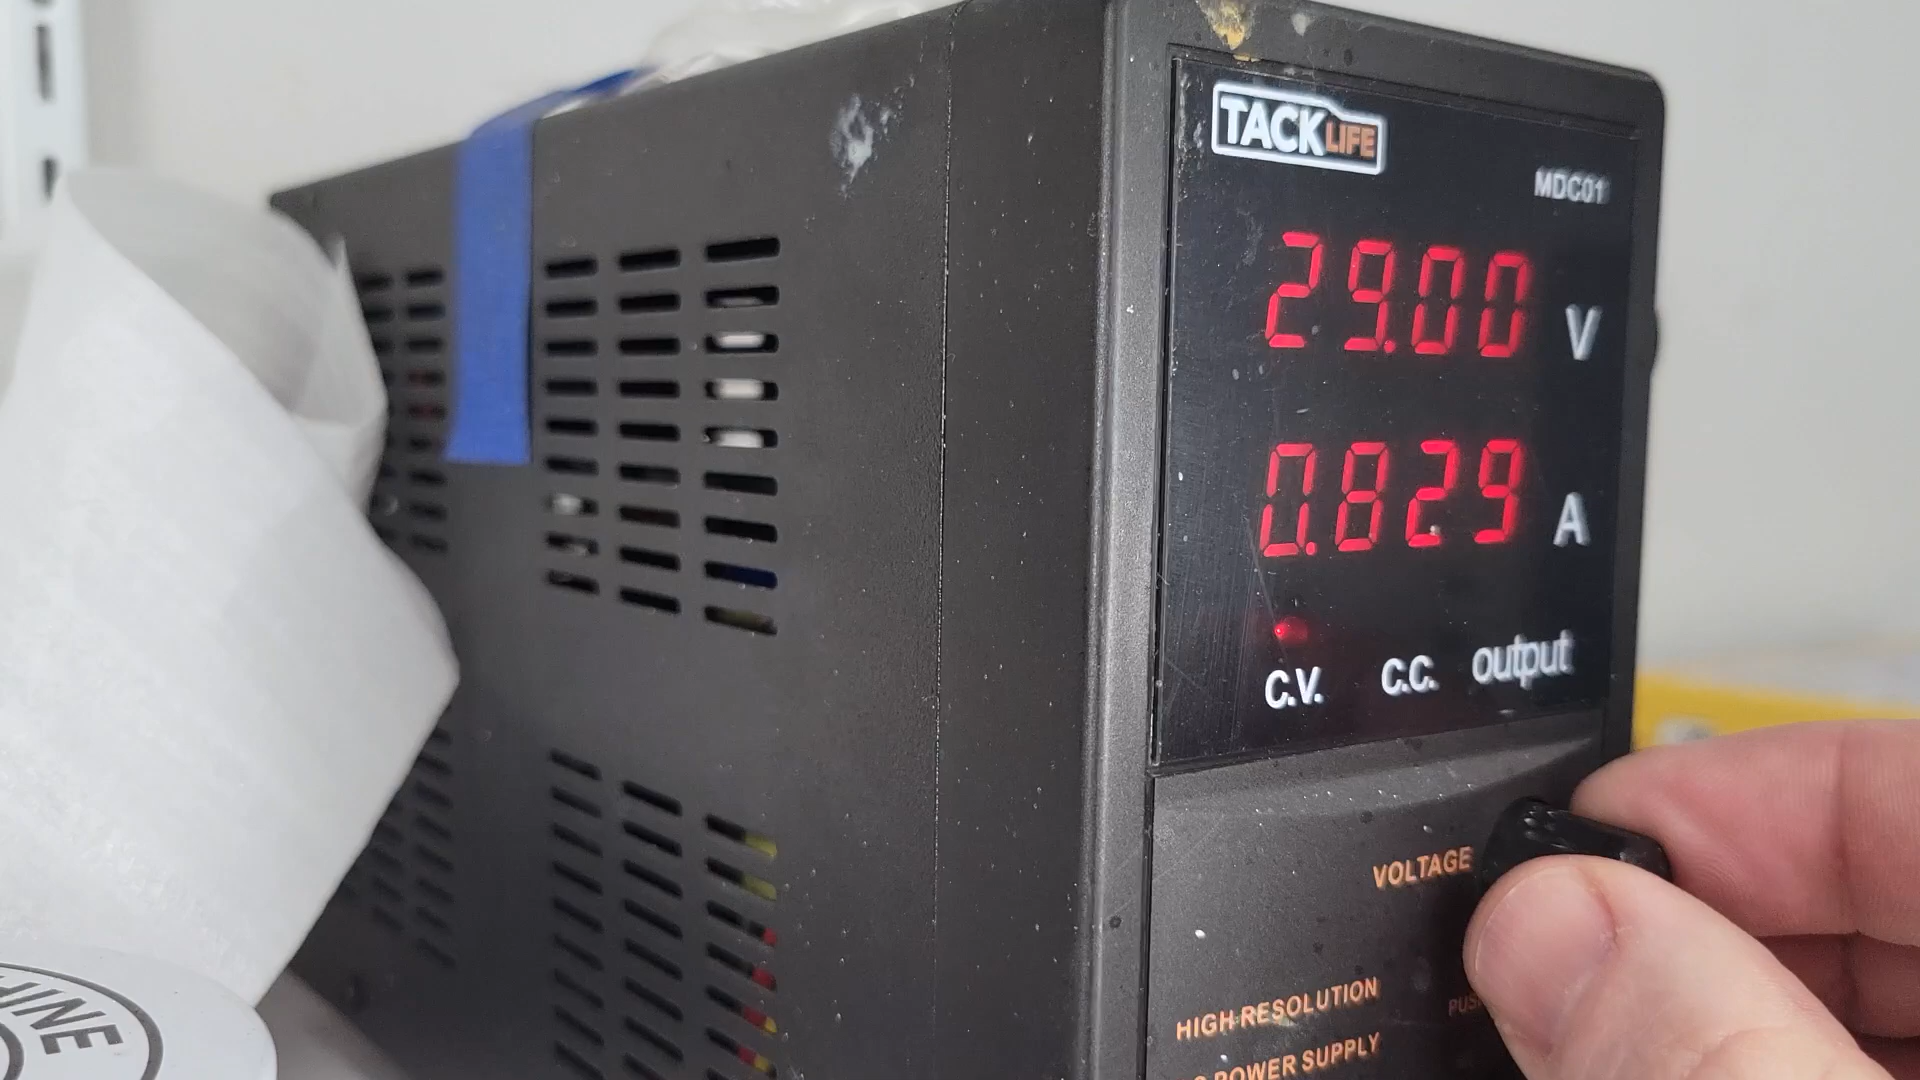 TACKLIFE
MDC01
29.00 V
0.829 A
C.V. C.C. output
VOLTAGE
HIGH RESOLUTION
POWER SUPPLY